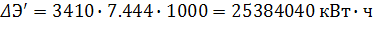 ΔЭ′ = 3410 · 7.444 · 1000 = 25384040 кВт · ч